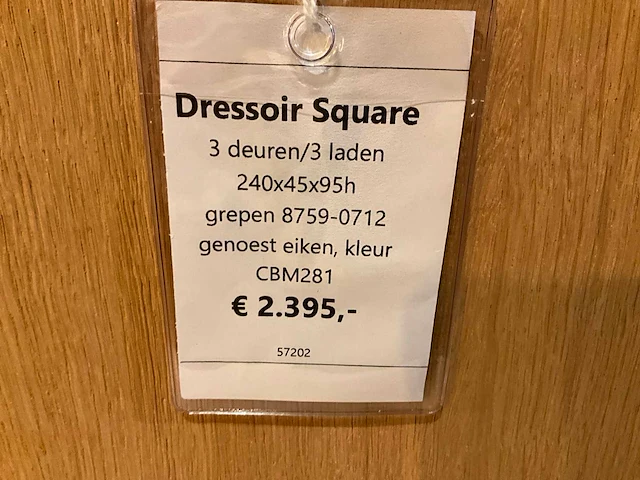 Dressoir Square
3 deuren/3 laden
240x45x95h
grepen 8759-0712
genoest eiken, kleur
CBM281
€ 2.395,-
57202